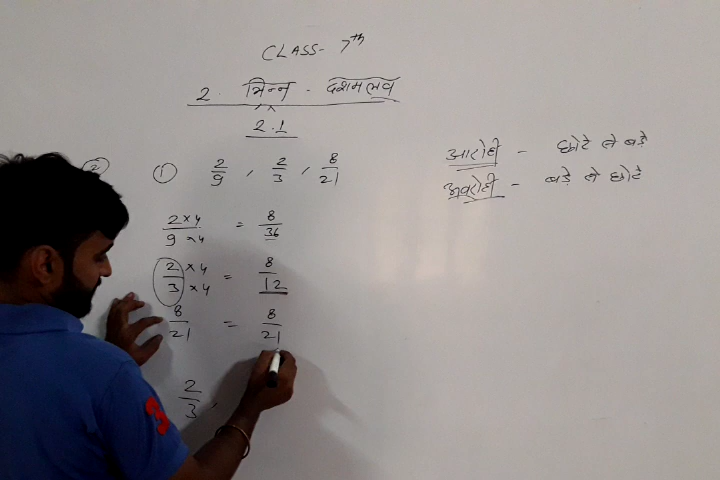 CLASS- 7th
2. भिन्न - दशमलव
2.1
आरोही - छोटे से बड़े
अवरोही - बड़े से छोटे
② ① 2/9 , 2/3 , 8/21
2×4/9×4 = 8/36
2×4/3×4 = 8/12
8/21 = 8/21
2/3 ,
3